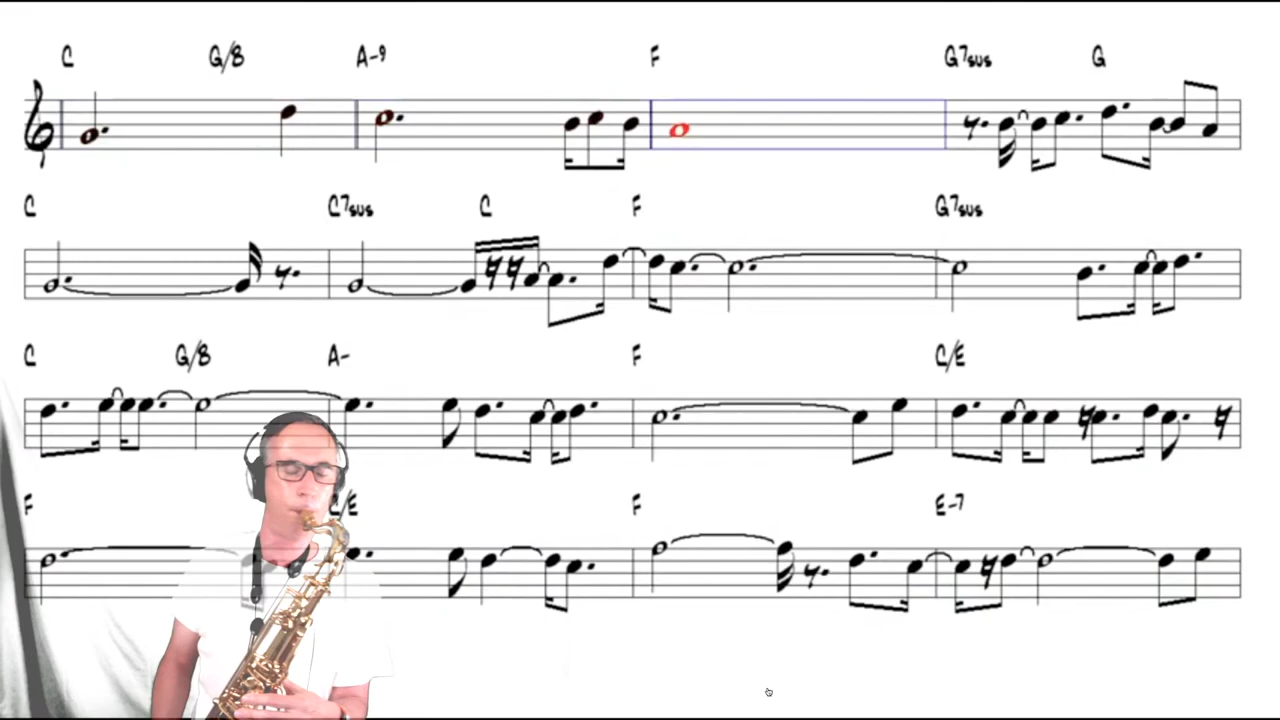 C G/B A-9 F G7sus G
C C7sus C F G7sus
C G/B A- F C/E
F C/E F E-7